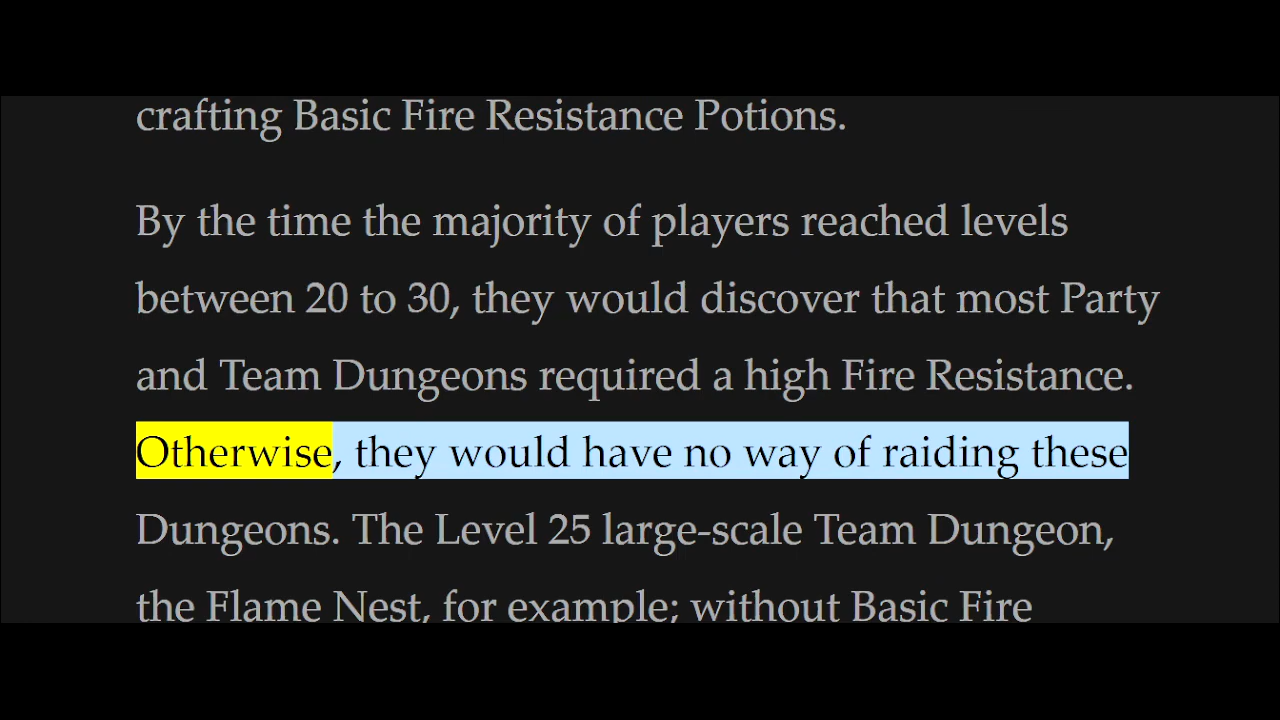 crafting Basic Fire Resistance Potions.
By the time the majority of players reached levels
between 20 to 30, they would discover that most Party
and Team Dungeons required a high Fire Resistance.
Otherwise, they would have no way of raiding these
Dungeons. The Level 25 large-scale Team Dungeon,
the Flame Nest, for example; without Basic Fire